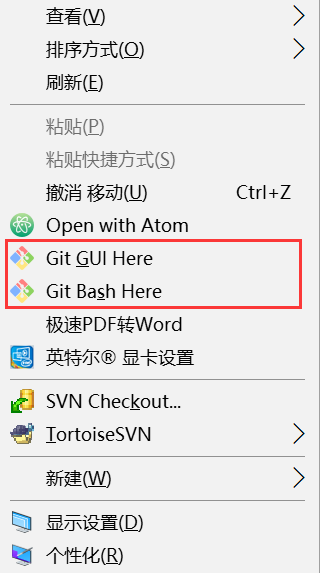 查看(V)
排序方式(O)
刷新(E)
粘贴(P)
粘贴快捷方式(S)
撤消 移动(U) Ctrl+Z
Open with Atom
Git GUI Here
Git Bash Here
极速PDF转Word
英特尔® 显卡设置
SVN Checkout...
TortoiseSVN
新建(W)
显示设置(D)
个性化(R)